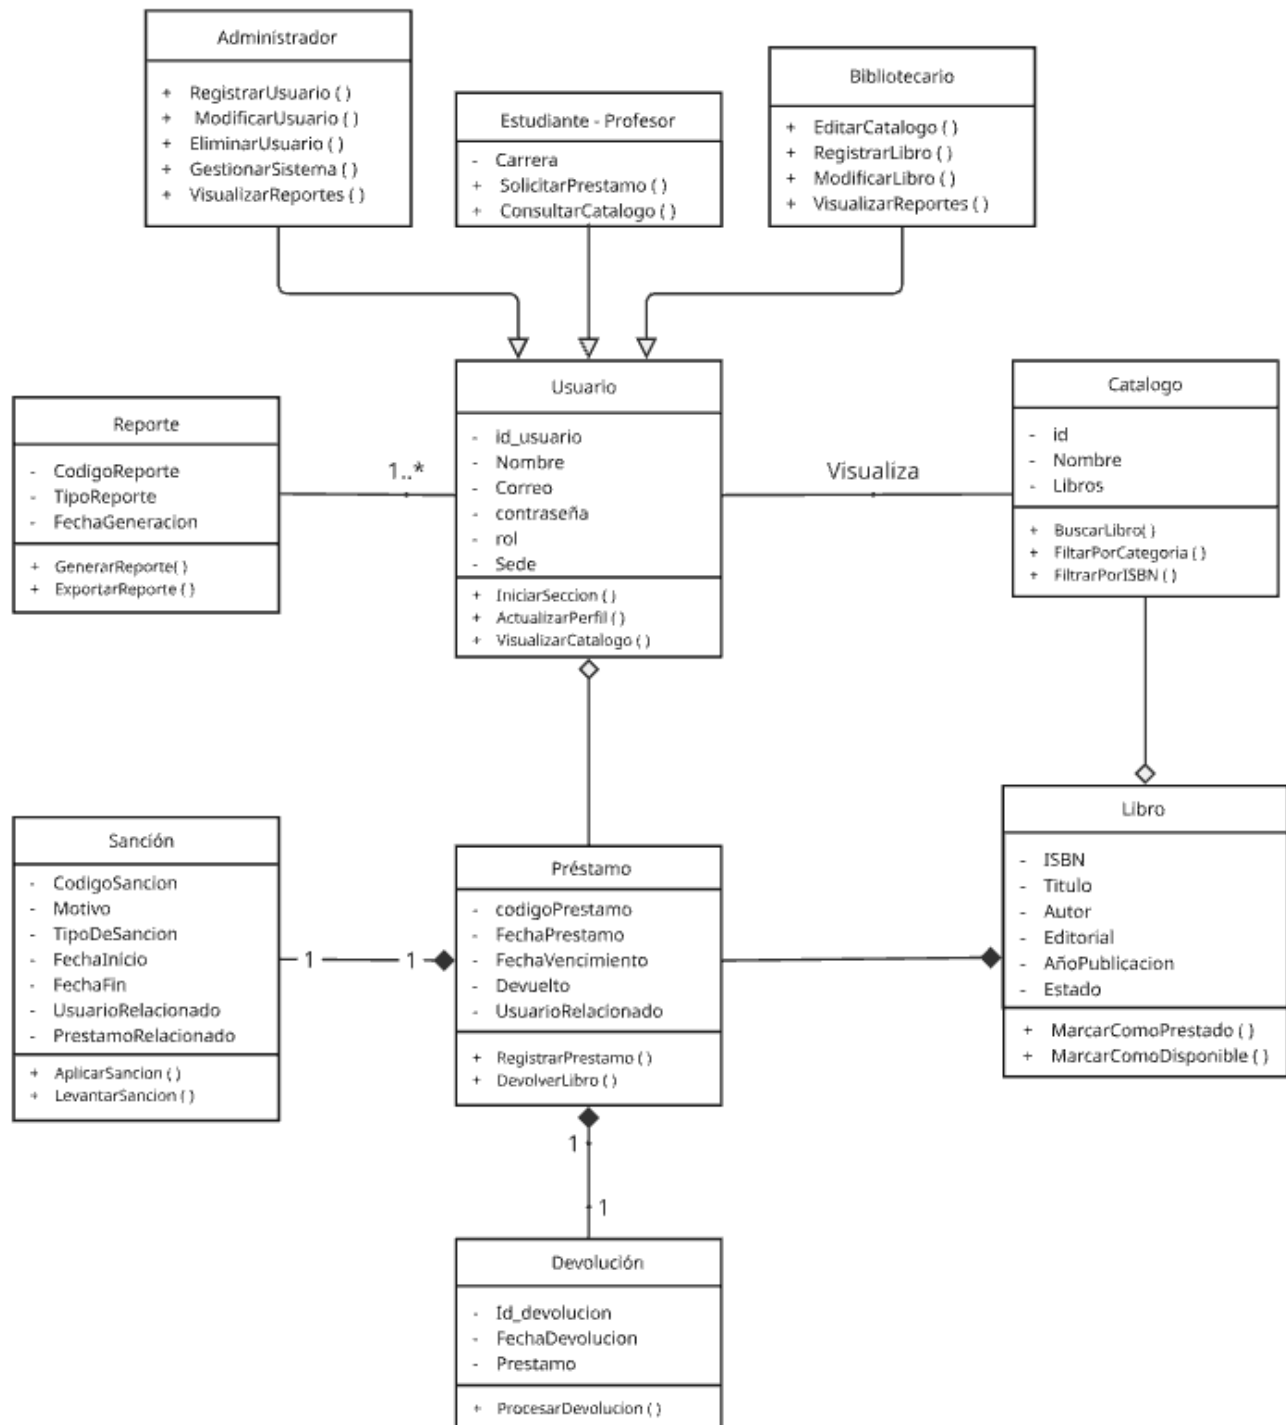 Administrador
+ RegistrarUsuario ( )
+ ModificarUsuario ( )
+ EliminarUsuario ( )
+ GestionarSistema ( )
+ VisualizarReportes ( )
Estudiante - Profesor
- Carrera
+ SolicitarPrestamo ( )
+ ConsultarCatalogo ( )
Bibliotecario
+ EditarCatalogo ( )
+ RegistrarLibro ( )
+ ModificarLibro ( )
+ VisualizarReportes ( )
Reporte
- CodigoReporte
- TipoReporte
- FechaGeneracion
+ GenerarReporte( )
+ ExportarReporte ( )
1..*
Usuario
- id_usuario
- Nombre
- Correo
- contraseña
- rol
- Sede
+ IniciarSeccion ( )
+ ActualizarPerfil ( )
+ VisualizarCatalogo ( )
Visualiza
Catalogo
- id
- Nombre
- Libros
+ BuscarLibro( )
+ FiltarPorCategoria ( )
+ FiltrarPorISBN ( )
Sanción
- CodigoSancion
- Motivo
- TipoDeSancion
- FechaInicio
- FechaFin
- UsuarioRelacionado
- PrestamoRelacionado
+ AplicarSancion ( )
+ LevantarSancion ( )
1
1
Préstamo
- codigoPrestamo
- FechaPrestamo
- FechaVencimiento
- Devuelto
- UsuarioRelacionado
+ RegistrarPrestamo ( )
+ DevolverLibro ( )
Libro
- ISBN
- Titulo
- Autor
- Editorial
- AñoPublicacion
- Estado
+ MarcarComoPrestado ( )
+ MarcarComoDisponible ( )
1
1
Devolución
- Id_devolucion
- FechaDevolucion
- Prestamo
+ ProcesarDevolucion ( )